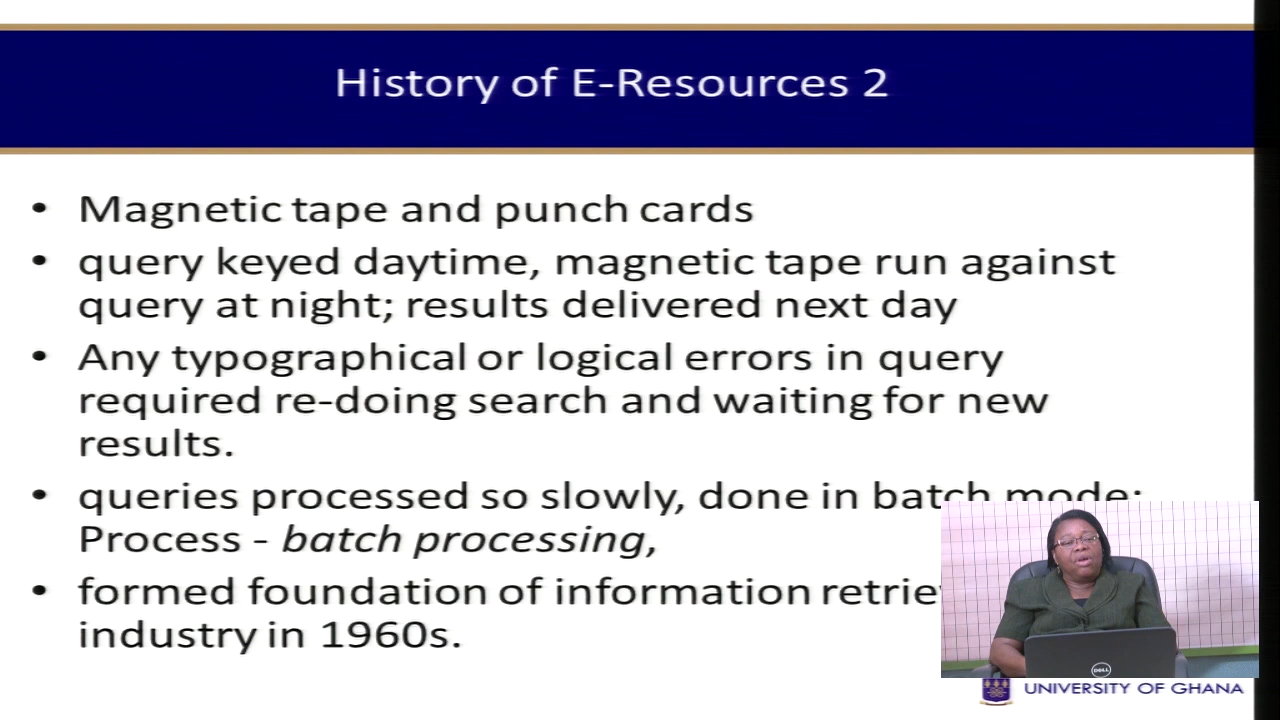 History of E-Resources 2
• Magnetic tape and punch cards
• query keyed daytime, magnetic tape run against
query at night; results delivered next day
• Any typographical or logical errors in query
required re-doing search and waiting for new
results.
• queries processed so slowly, done in batch mode;
Process - batch processing,
• formed foundation of information
industry in 1960s.
DELL
UNIVERSITY OF GHANA